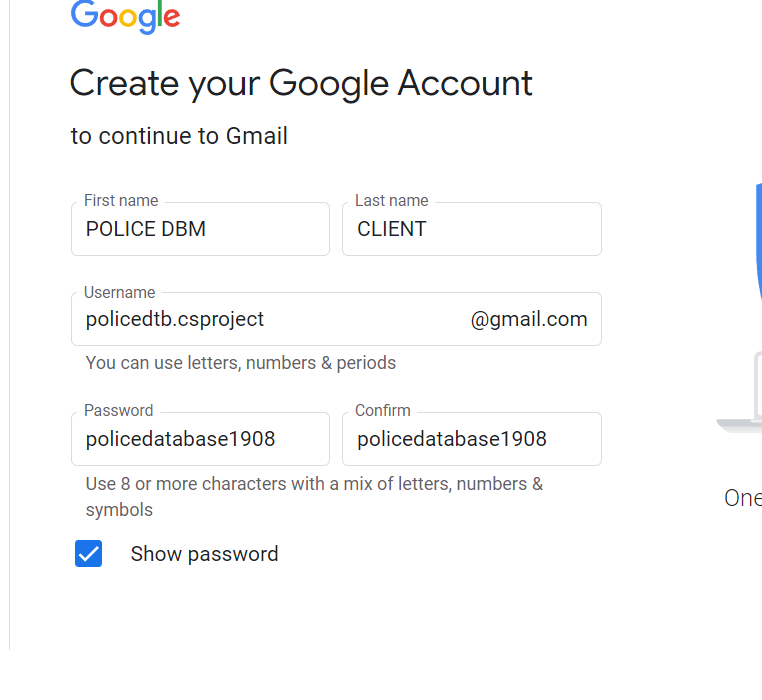 Google
Create your Google Account
to continue to Gmail
First name
Last name
POLICE DBM
CLIENT
Username
policedtb.csproject
@gmail.com
You can use letters, numbers & periods
Password
Confirm
policedatabase1908
policedatabase1908
Use 8 or more characters with a mix of letters, numbers &
symbols
One
Show password